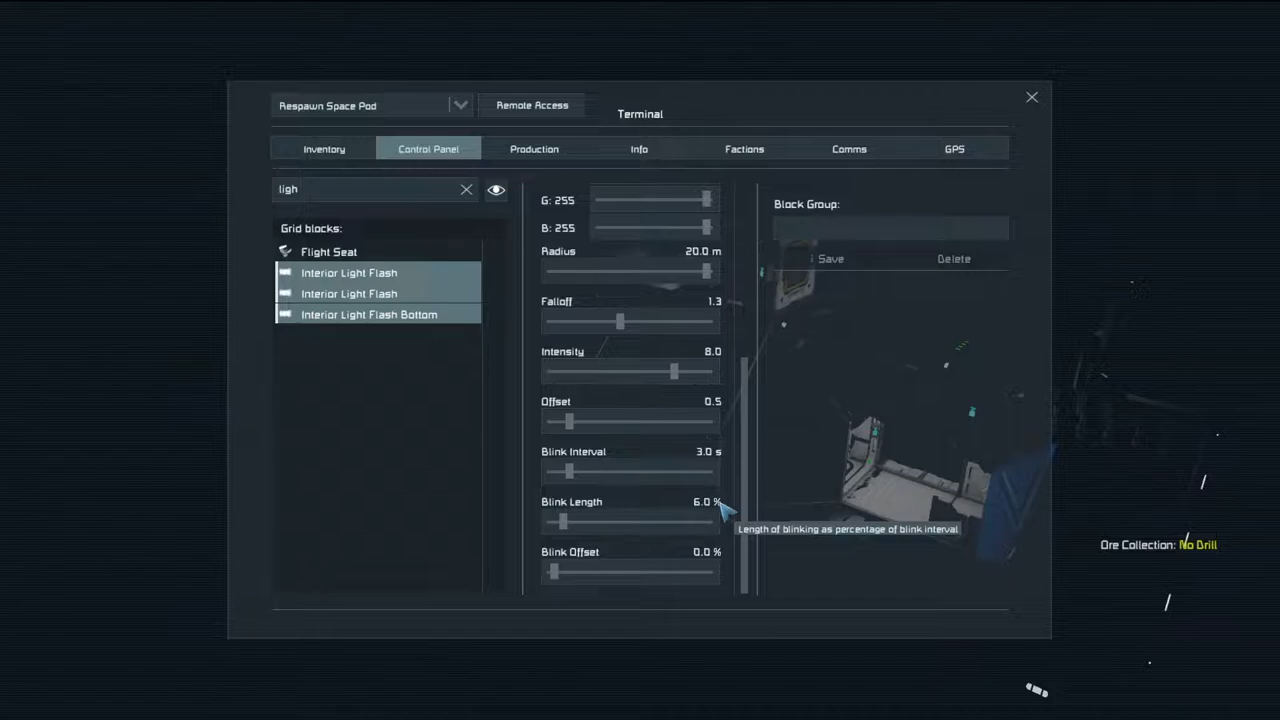 Respawn Space Pod
Remote Access
Terminal
Inventory
Control Panel
Production
Info
Factions
Comms
GPS
ligh
Grid blocks:
Flight Seat
Interior Light Flash
Interior Light Flash
Interior Light Flash Bottom
G: 255
B: 255
Radius 20.0 m
Falloff 1.3
Intensity 8.0
Offset 0.5
Blink Interval 3.0 s
Blink Length 6.0 %
Blink Offset 0.0 %
Length of blinking as percentage of blink interval
Block Group:
Save
Delete
Ore Collection: No Drill